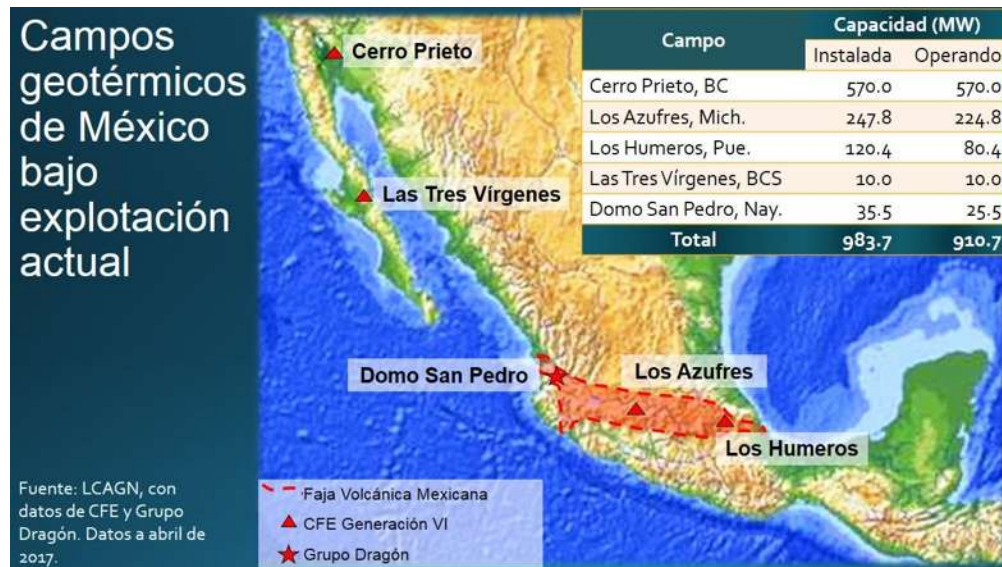 Campos
geotérmicos
de México
bajo
explotación
actual
Fuente: LCAGN, con
datos de CFE y Grupo
Dragón. Datos a abril de
2017.
Cerro Prieto
Las Tres Vírgenes
Domo San Pedro
Los Azufres
Los Humeros
Faja Volcánica Mexicana
CFE Generación VI
Grupo Dragón
Campo
Capacidad (MW)
Instalada Operando
Cerro Prieto, BC 570.0 570.0
Los Azufres, Mich. 247.8 224.8
Los Humeros, Pue. 120.4 80.4
Las Tres Vírgenes, BCS 10.0 10.0
Domo San Pedro, Nay. 35.5 25.5
Total 983.7 910.7